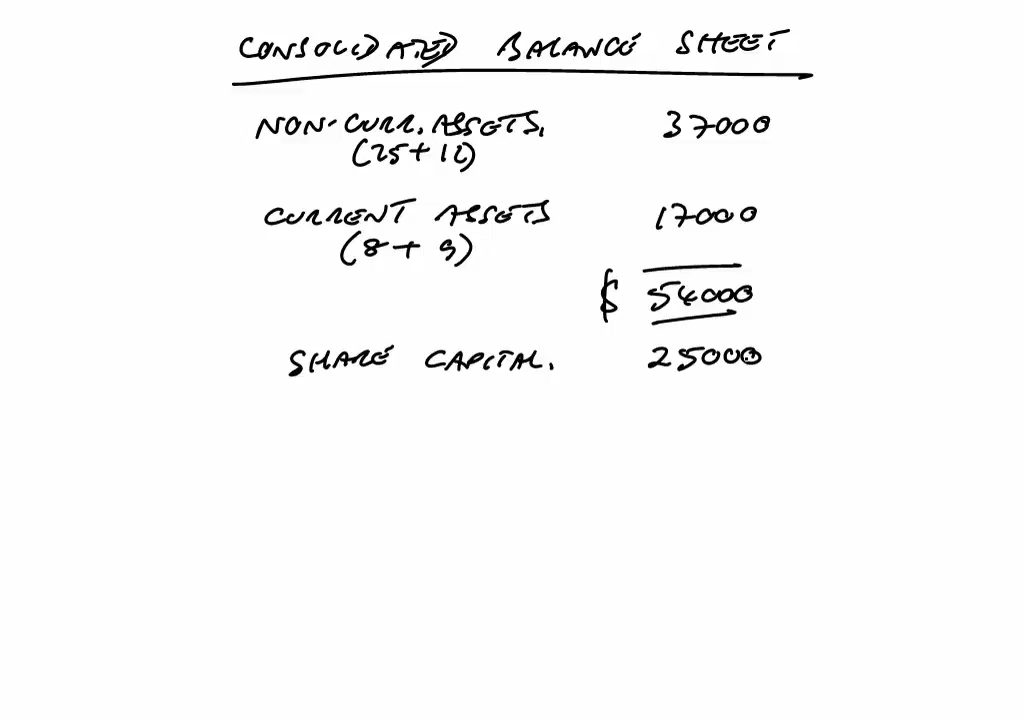 CONSOLIDATED BALANCE SHEET
NON-CURR. ASSETS. 37000
(25+12)
CURRENT ASSETS 17000
(8+9)
$ 54000
SHARE CAPITAL. 25000